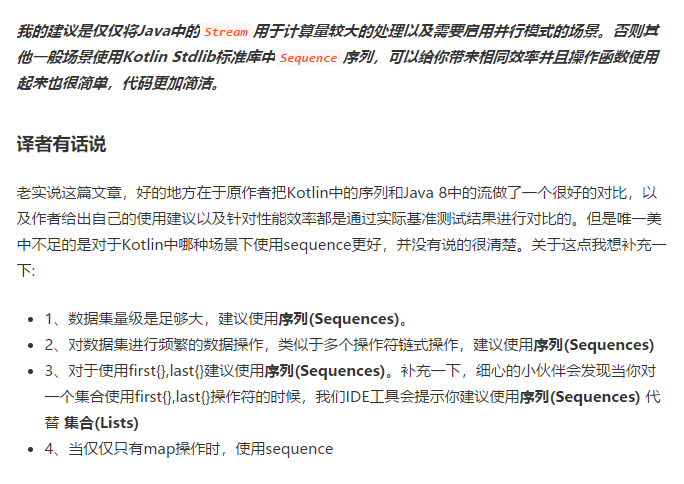 我的建议是仅仅将Java中的 Stream 用于计算量较大的处理以及需要启用并行模式的场景。否则其
他一般场景使用Kotlin Stdlib标准库中 Sequence 序列，可以给你带来相同效率并且操作函数使用
起来也很简单，代码更加简洁。
译者有话说
老实说这篇文章，好的地方在于原作者把Kotlin中的序列和Java 8中的流做了一个很好的对比，以
及作者给出自己的使用建议以及针对性能效率都是通过实际基准测试结果进行对比的。但是唯一美
中不足的是对于Kotlin中哪种场景下使用sequence更好，并没有说的很清楚。关于这点我想补充一
下:
• 1、数据集量级是足够大，建议使用序列(Sequences)。
• 2、对数据集进行频繁的数据操作，类似于多个操作符链式操作，建议使用序列(Sequences)
• 3、对于使用first{},last{}建议使用序列(Sequences)。补充一下，细心的小伙伴会发现当你对
一个集合使用first{},last{}操作符的时候，我们IDE工具会提示你建议使用序列(Sequences) 代
替 集合(Lists)
• 4、当仅仅只有map操作时，使用sequence